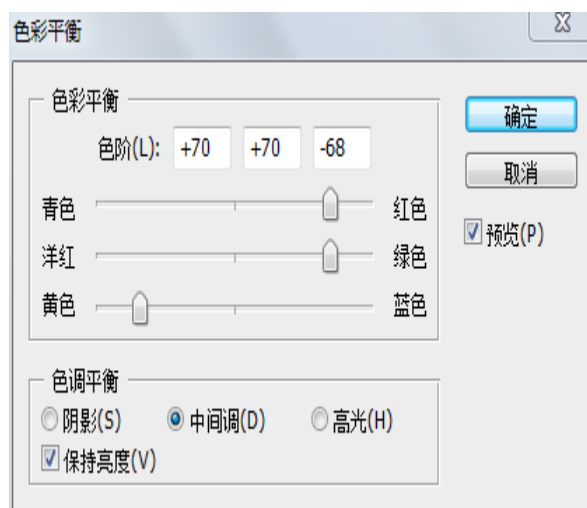 色彩平衡
色彩平衡
色阶(L): +70 +70 -68
青色 红色
洋红 绿色
黄色 蓝色
确定
取消
预览(P)
色调平衡
阴影(S) 中间调(D) 高光(H)
保持亮度(V)